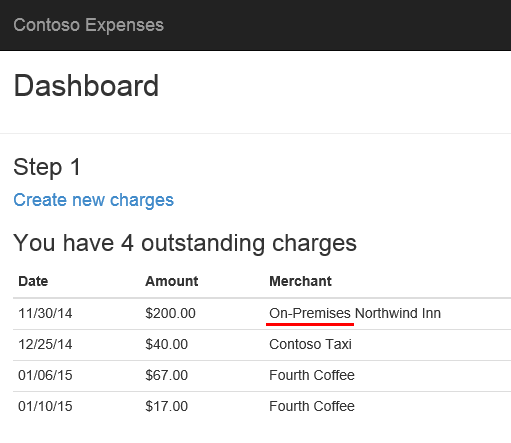 Contoso Expenses
Dashboard
Step 1
Create new charges
You have 4 outstanding charges
Date Amount Merchant
11/30/14 $200.00 On-Premises Northwind Inn
12/25/14 $40.00 Contoso Taxi
01/06/15 $67.00 Fourth Coffee
01/10/15 $17.00 Fourth Coffee